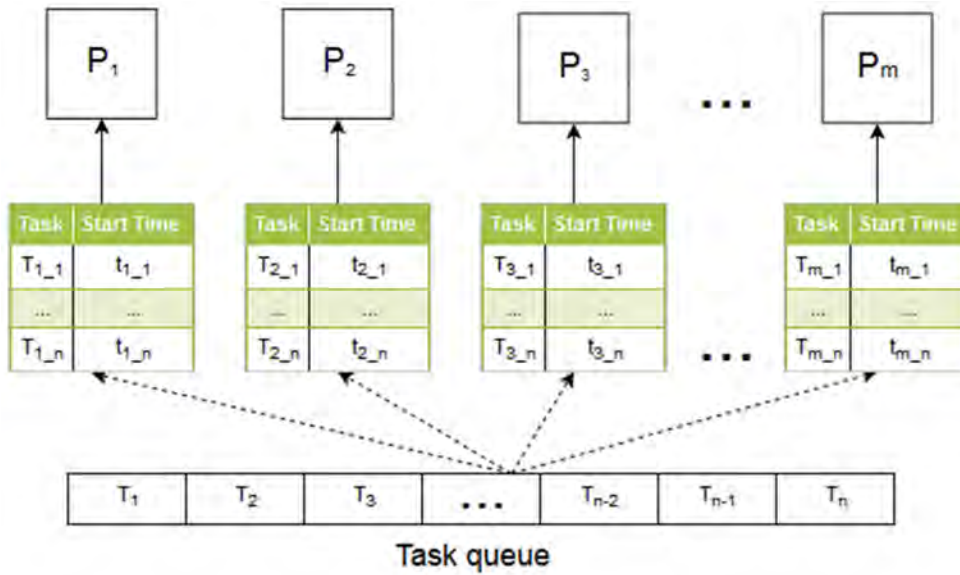 P₁ P₂ P₃ ... Pm
Task Start Time Task Start Time Task Start Time Task Start Time
T₁_₁ t₁_₁ T₂_₁ t₂_₁ T₃_₁ t₃_₁ Tm_₁ tm_₁
... ... ... ... ... ... ... ...
T₁_n t₁_n T₂_n t₂_n T₃_n t₃_n ... Tm_n tm_n
T₁ T₂ T₃ ... Tn-2 Tn-1 Tn
Task queue